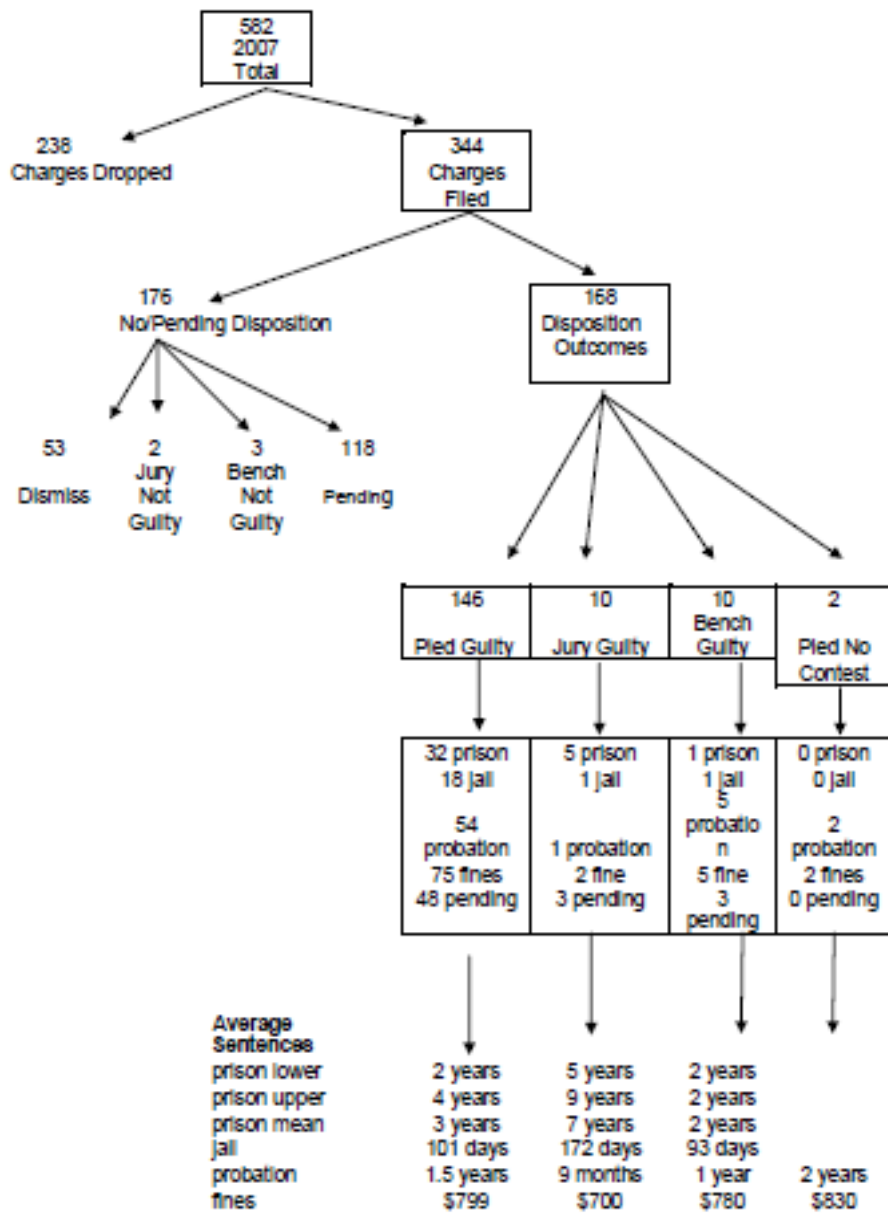 582
2007
Total
238
Charges Dropped
344
Charges
Filed
176
No/Pending Disposition
168
Disposition
Outcomes
53
Dismiss
2
Jury
Not
Guilty
3
Bench
Not
Guilty
118
Pending
146
Pled Guilty
10
Jury Guilty
10
Bench
Guilty
2
Pled No
Contest
32 prison
18 jail
54
probation
75 fines
48 pending
5 prison
1 jail
1 probation
2 fine
3 pending
1 prison
1 jail
5
probatio
n
5 fine
3
pending
0 prison
0 jail
2
probation
2 fines
0 pending
Average
Sentences
prison lower 2 years 5 years 2 years
prison upper 4 years 9 years 2 years
prison mean 3 years 7 years 2 years
jail 101 days 172 days 93 days
probation 1.5 years 9 months 1 year 2 years
fines $799 $700 $780 $830